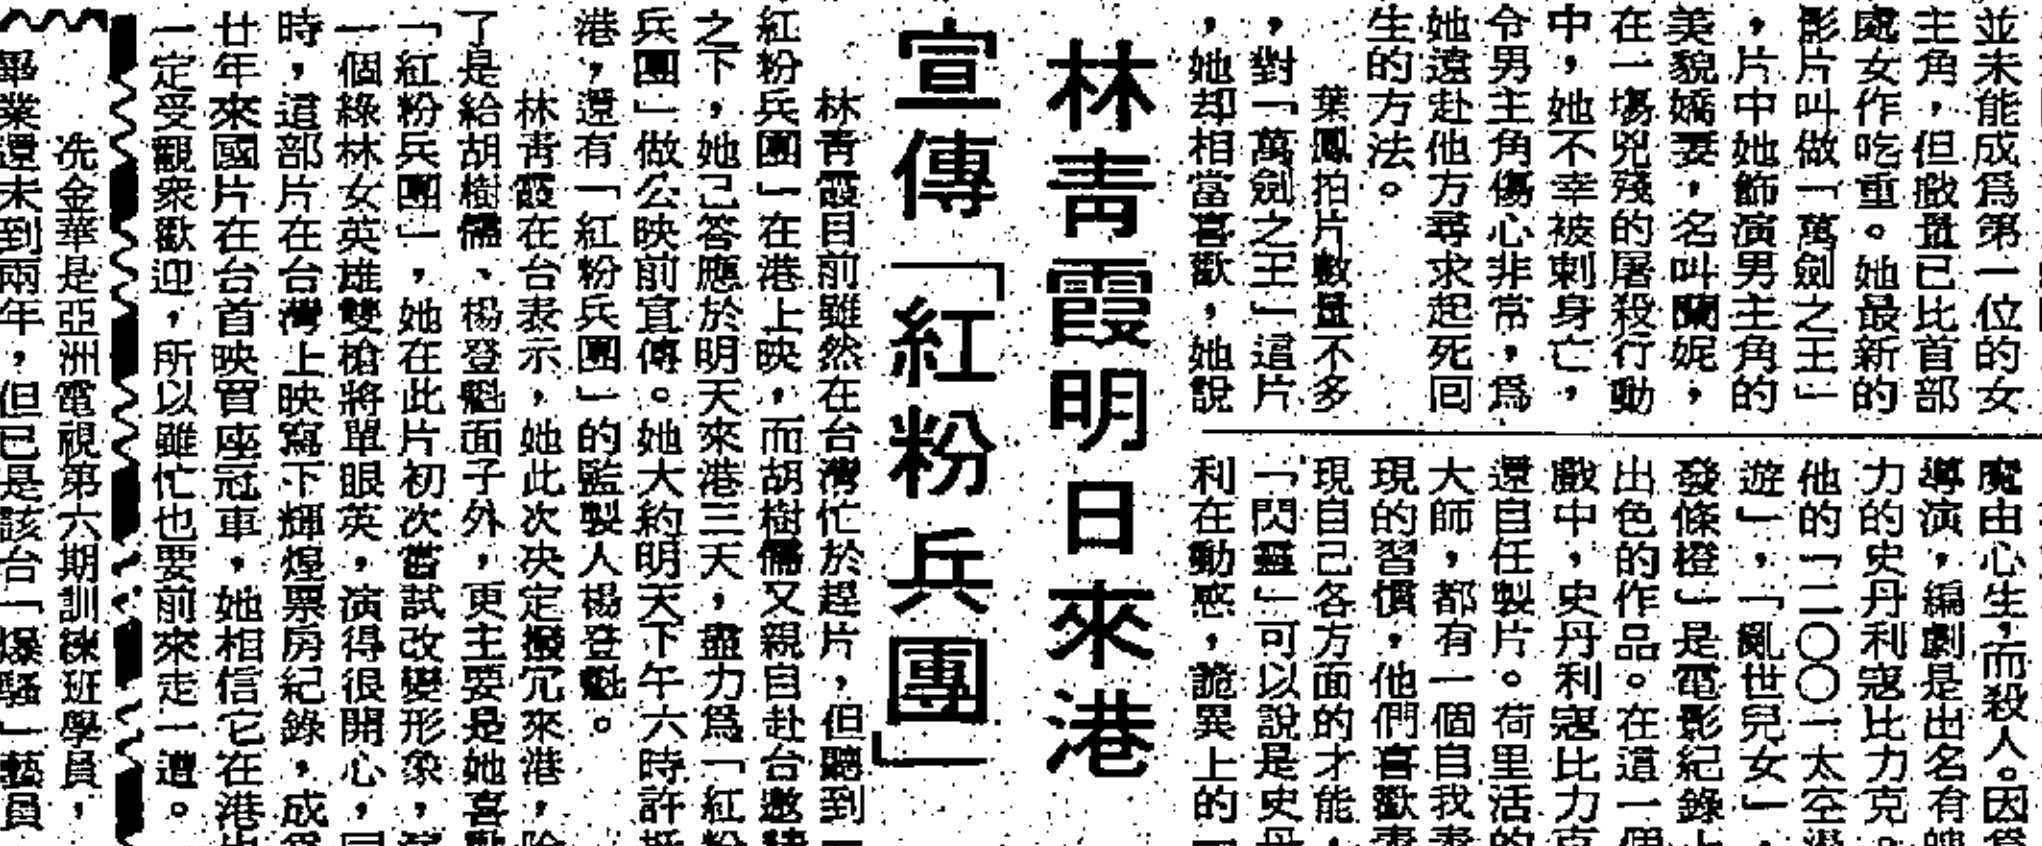 並未能成爲第一位的女
主角，但戲量已比首部
處女作吃重。她最新的
影片叫做「萬劍之王」
，片中她飾演男主角的
美貌嬌妻，名叫蘭妮，
在一場兇殘的屠殺行動
中，她不幸被刺身亡，
令男主角傷心非常，爲
她遠赴他方尋求起死回
生的方法。
葉鳳拍片數量不多
，對「萬劍之王」這片
，她却相當喜歡，她說
魔由心生，而殺人。因爲
導演，編劇是出名有魄
力的史丹利寇比力克。
他的「二〇〇一太空漫
遊」，「亂世兒女」
發條橙」是電影紀錄上
出色的作品。在這一個
戲中，史丹利寇比力克
還自任製片。荷里活的
大師，都有一個自我表
現的習慣，他們喜歡表
現自己各方面的才能，
「閃靈」可以說是史丹
利在動感，詭異上的一
林青霞明日來港
宣傳「紅粉兵團」
林青霞目前雖然在台灣忙於趕片，但聽到
紅粉兵團」在港上映，而胡樹儒又親自赴台邀請
之下，她已答應於明天來港三天，盡力爲「紅粉
兵團」做公映前宣傳。她大約明天下午六時許抵
港，還有「紅粉兵團」的監製人楊登魁。
林靑霞在台表示，她此次決定撥冗來港，除
了是給胡樹儒、楊登魁面子外，更主要是她喜歡
「紅粉兵團」，她在此片初次嘗試改變形象，演
一個綠林女英雄雙槍將單眼英，演得很開心，同
時，這部片在台灣上映寫下輝煌票房紀錄，成爲
廿年來國片在台首映賣座冠軍，她相信它在港也
一定受觀衆歡迎，所以雖忙也要前來走一遭。
冼金華是亞洲電視第六期訓練班學員，
畢業還未到兩年，但已是該台「爆騷」藝員